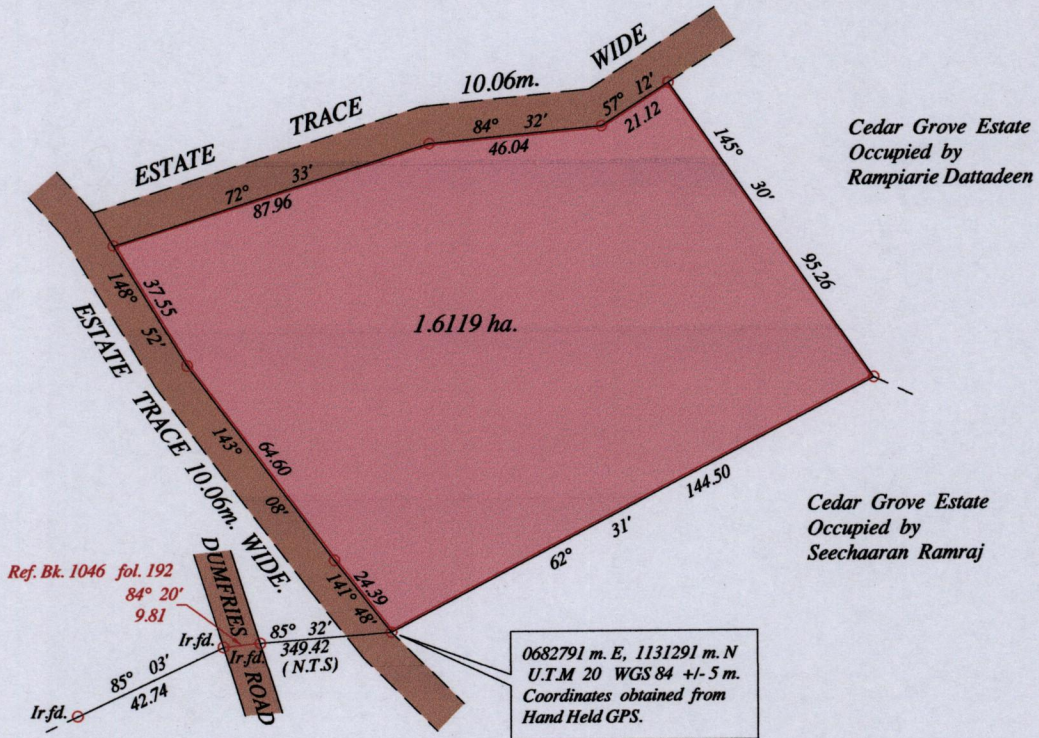 ESTATE TRACE 10.06m. WIDE
72° 33'
87.96
84° 32'
46.04
57° 12'
21.12
145° 30'
95.26
Cedar Grove Estate
Occupied by
Rampiarie Dattadeen
148° 52'
37.55
1.6119 ha.
ESTATE TRACE 10.06m. WIDE.
143° 08'
64.60
144.50
62° 31'
Cedar Grove Estate
Occupied by
Seechaaran Ramraj
141° 48'
24.39
Ref. Bk. 1046 fol. 192
84° 20'
9.81
DUMFRIES ROAD
Ir.fd.
Ir.fd.
85° 32'
349.42
( N.T.S)
85° 03'
42.74
Ir.fd.
0682791 m. E, 1131291 m. N
U.T.M 20 WGS 84 +/- 5 m.
Coordinates obtained from
Hand Held GPS.